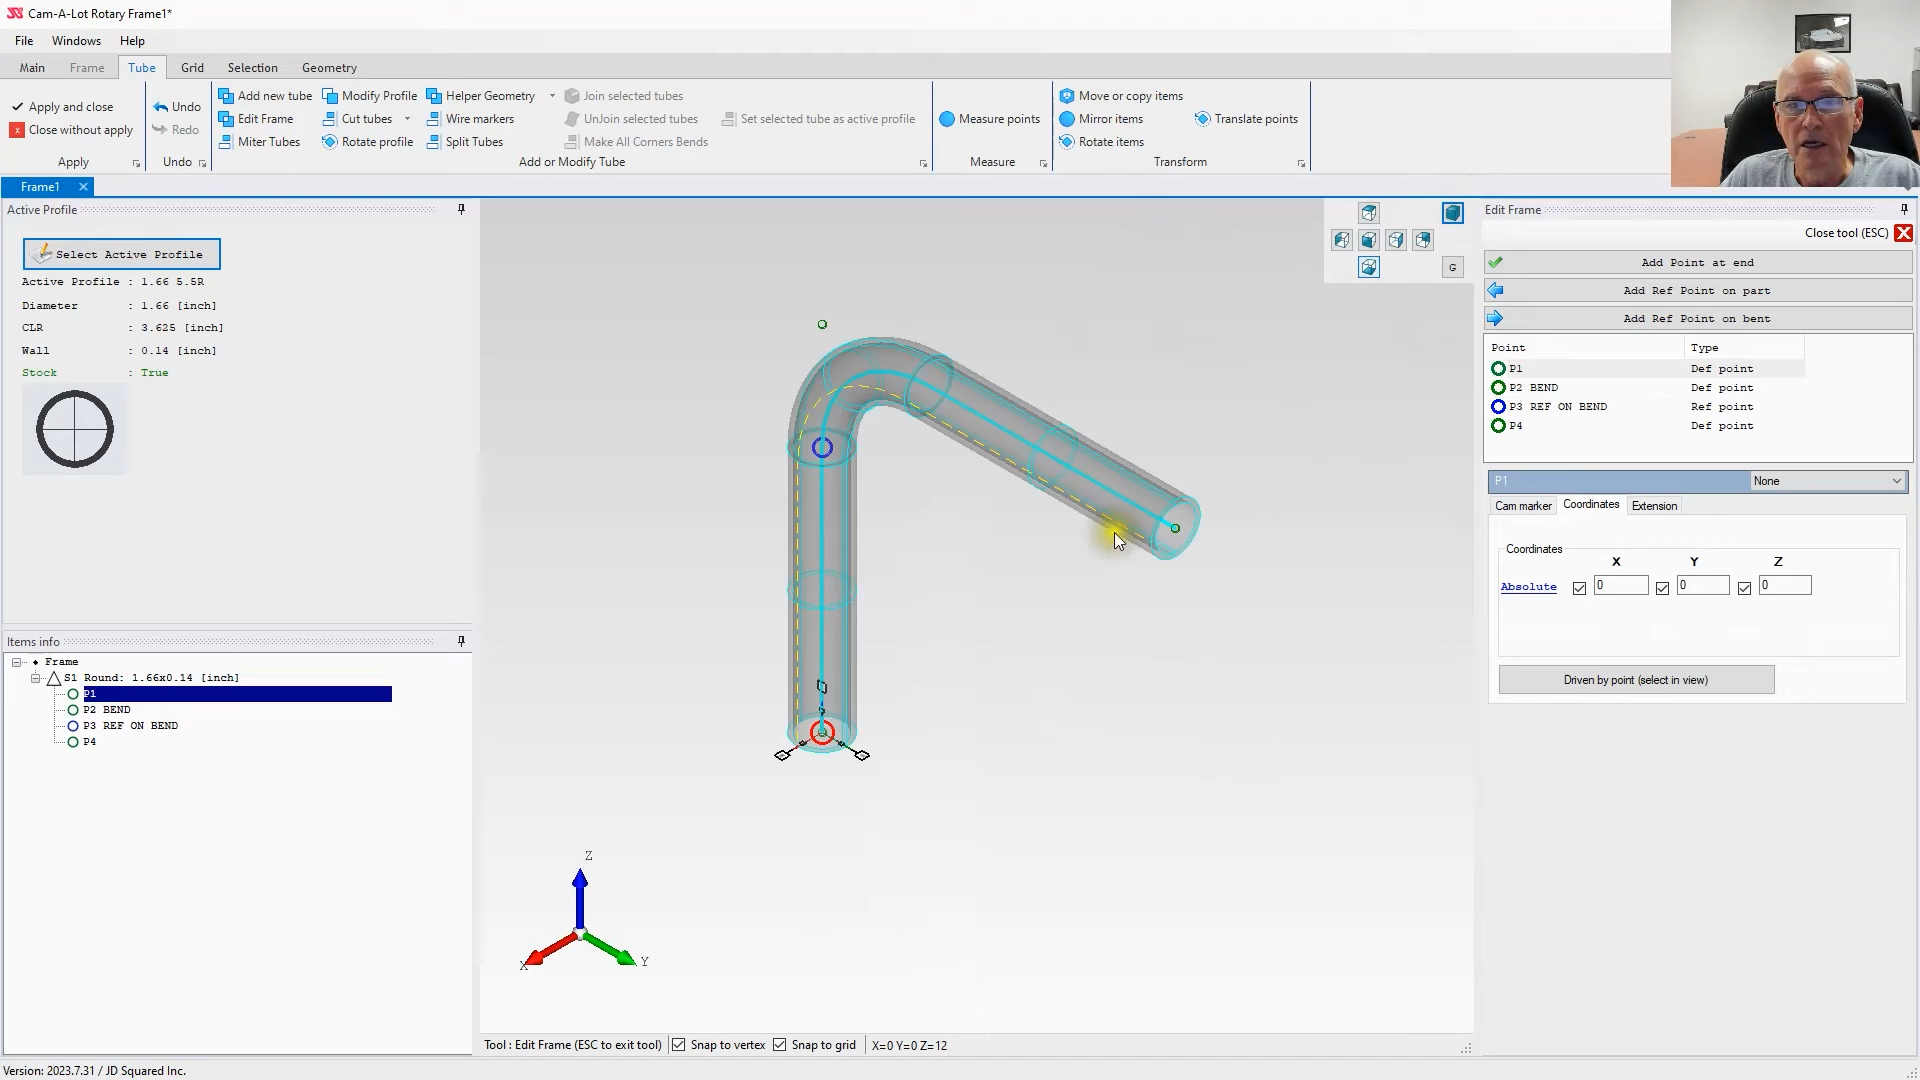 Cam-A-Lot Rotary Frame1*
File Windows Help
Main Frame Tube Grid Selection Geometry
Apply and close
Close without apply
Apply
Undo
Redo
Undo
Add new tube Modify Profile Helper Geometry Join selected tubes
Edit Frame Cut tubes Wire markers UnJoin selected tubes Set selected tube as active profile
Miter Tubes Rotate profile Split Tubes Make All Corners Bends
Add or Modify Tube
Measure points
Measure
Move or copy items
Mirror items Translate points
Rotate items
Transform
Frame1
Active Profile
Select Active Profile
Active Profile : 1.66 5.5R
Diameter : 1.66 [inch]
CLR : 3.625 [inch]
Wall : 0.14 [inch]
Stock : True
Items info
Frame
S1 Round: 1.66x0.14 [inch]
P1
P2 BEND
P3 REF ON BEND
P4
G
Z
X
Y
Tool : Edit Frame (ESC to exit tool) Snap to vertex Snap to grid X=0 Y=0 Z=12
Edit Frame
Close tool (ESC)
Add Point at end
Add Ref Point on part
Add Ref Point on bent
Point Type
P1 Def point
P2 BEND Def point
P3 REF ON BEND Ref point
P4 Def point
P1 None
Cam marker Coordinates Extension
Coordinates
X Y Z
Absolute 0 0 0
Driven by point (select in view)
Version: 2023.7.31 / JD Squared Inc.